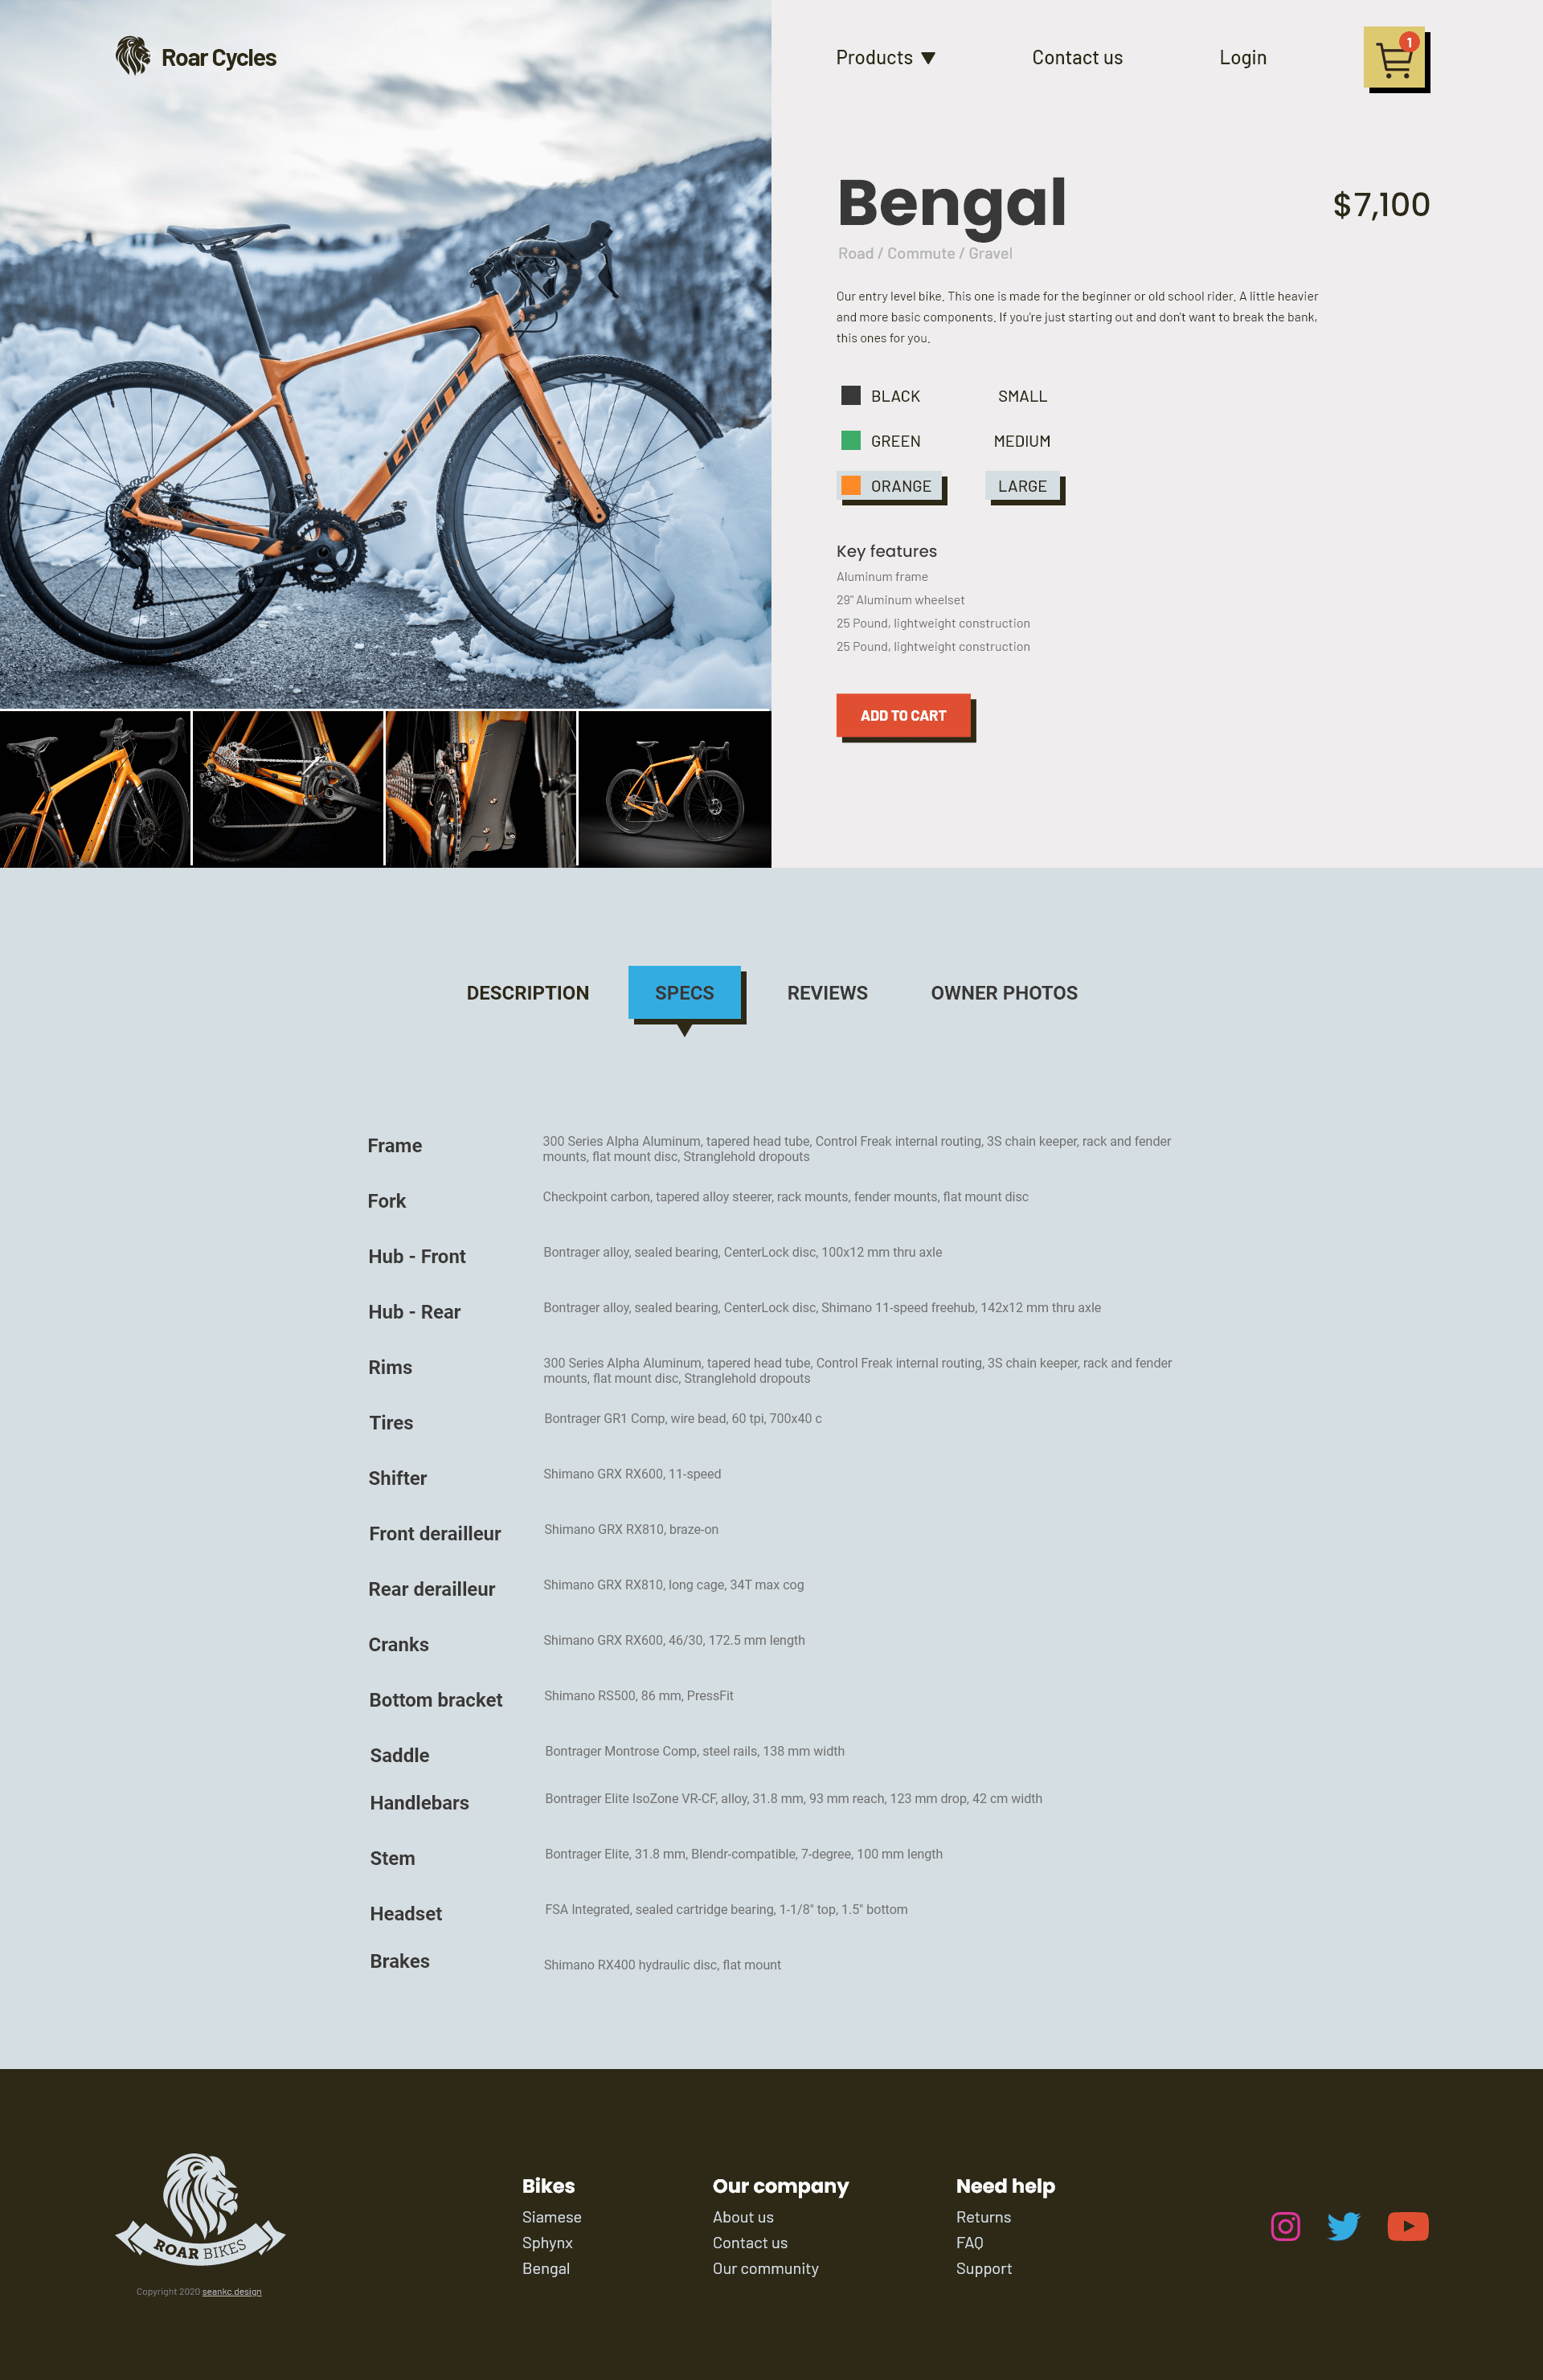 Roar Cycles
Products
Contact us
Login
1
Bengal
$7,100
Road / Commute / Gravel
Our entry level bike. This one is made for the beginner or old school rider. A little heavier
and more basic components. If you're just starting out and don't want to break the bank,
this ones for you.
BLACK
SMALL
GREEN
MEDIUM
ORANGE
LARGE
GIANT
Key features
Aluminum frame
29" Aluminum wheelset
25 Pound, lightweight construction
25 Pound, lightweight construction
ADD TO CART
DESCRIPTION
SPECS
REVIEWS
OWNER PHOTOS
Frame
300 Series Alpha Aluminum, tapered head tube, Control Freak internal routing, 3S chain keeper, rack and fender
mounts, flat mount disc, Stranglehold dropouts
Fork
Checkpoint carbon, tapered alloy steerer, rack mounts, fender mounts, flat mount disc
Hub - Front
Bontrager alloy, sealed bearing, CenterLock disc, 100x12 mm thru axle
Hub - Rear
Bontrager alloy, sealed bearing, CenterLock disc, Shimano 11-speed freehub, 142x12 mm thru axle
Rims
300 Series Alpha Aluminum, tapered head tube, Control Freak internal routing, 3S chain keeper, rack and fender
mounts, flat mount disc, Stranglehold dropouts
Tires
Bontrager GR1 Comp, wire bead, 60 tpi, 700x40 c
Shifter
Shimano GRX RX600, 11-speed
Front derailleur
Shimano GRX RX810, braze-on
Rear derailleur
Shimano GRX RX810, long cage, 34T max cog
Cranks
Shimano GRX RX600, 46/30, 172.5 mm length
Bottom bracket
Shimano RS500, 86 mm, PressFit
Saddle
Bontrager Montrose Comp, steel rails, 138 mm width
Handlebars
Bontrager Elite IsoZone VR-CF, alloy, 31.8 mm, 93 mm reach, 123 mm drop, 42 cm width
Stem
Bontrager Elite, 31.8 mm, Blendr-compatible, 7-degree, 100 mm length
Headset
FSA Integrated, sealed cartridge bearing, 1-1/8" top, 1.5" bottom
Brakes
Shimano RX400 hydraulic disc, flat mount
ROAR BIKES
Copyright 2020 seankc.design
Bikes
Siamese
Sphynx
Bengal
Our company
About us
Contact us
Our community
Need help
Returns
FAQ
Support